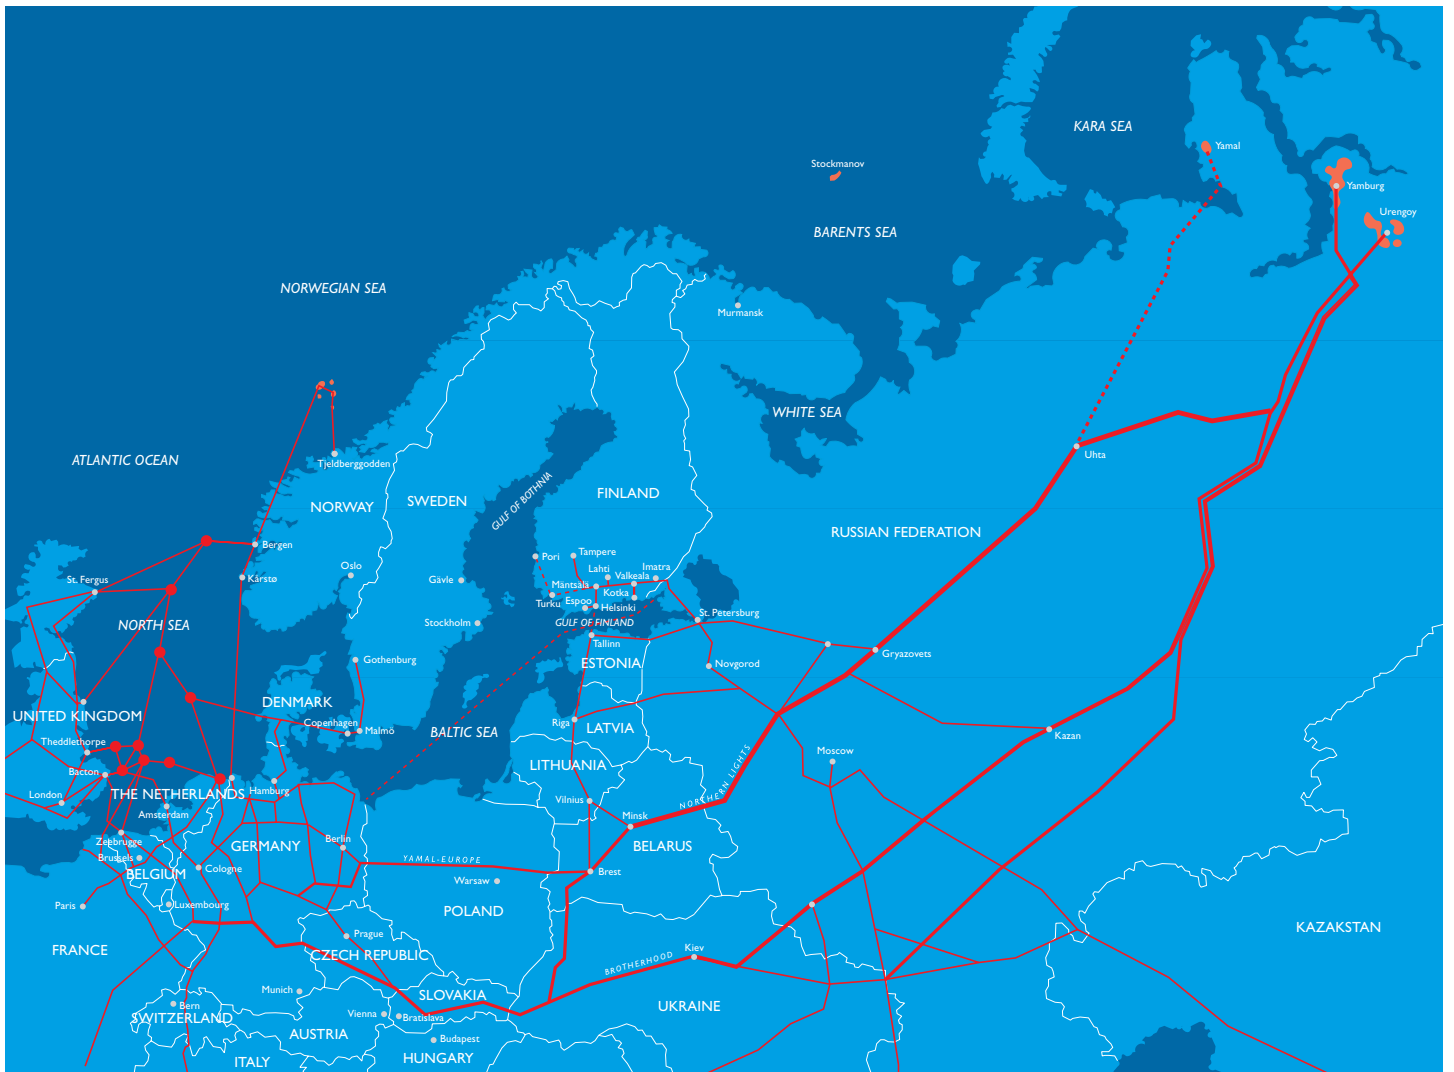 KARA SEA
Yamal
Stockmanov
Yamburg
Urengoy
BARENTS SEA
NORWEGIAN SEA
Murmansk
WHITE SEA
ATLANTIC OCEAN
Tjeldberggodden
Uhta
GULF OF BOTHNIA
FINLAND
SWEDEN
NORWAY
RUSSIAN FEDERATION
Bergen
Pori
Tampere
Oslo
Lahti
Imatra
Valkeala
St. Fergus
Kårstø
Gävle
Mäntsälä
Kotka
Turku
Espoo
Helsinki
St. Petersburg
NORTH SEA
Stockholm
GULF OF FINLAND
Tallinn
Gryazovets
Gothenburg
ESTONIA
Novgorod
DENMARK
UNITED KINGDOM
Copenhagen
Malmö
BALTIC SEA
Riga
LATVIA
Kazan
Theddlethorpe
Moscow
LITHUANIA
Bacton
NORTHERN LIGHTS
London
THE NETHERLANDS
Hamburg
Vilnius
Amsterdam
Minsk
Zeebrugge
GERMANY
Berlin
BELARUS
Brussels
YAMAL-EUROPE
BELGIUM
Cologne
Brest
Warsaw
Paris
Luxembourg
POLAND
KAZAKSTAN
Prague
FRANCE
CZECH REPUBLIC
Kiev
BROTHERHOOD
Munich
SLOVAKIA
Bern
UKRAINE
SWITZERLAND
Vienna
Bratislava
AUSTRIA
Budapest
ITALY
HUNGARY